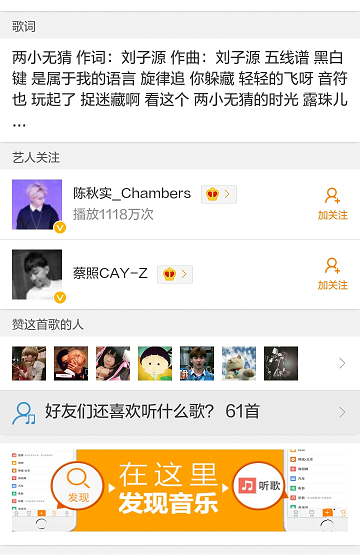 歌词
两小无猜 作词：刘子源 作曲：刘子源 五线谱 黑白
键 是属于我的语言 旋律追 你躲藏 轻轻的飞呀 音符
也 玩起了 捉迷藏啊 看这个 两小无猜的时光 露珠儿
...
艺人关注
陈秋实_Chambers
播放1118万次
加关注
蔡照CAY-Z
加关注
赞这首歌的人
好友们还喜欢听什么歌？ 61首
发现
在这里
发现音乐
听歌